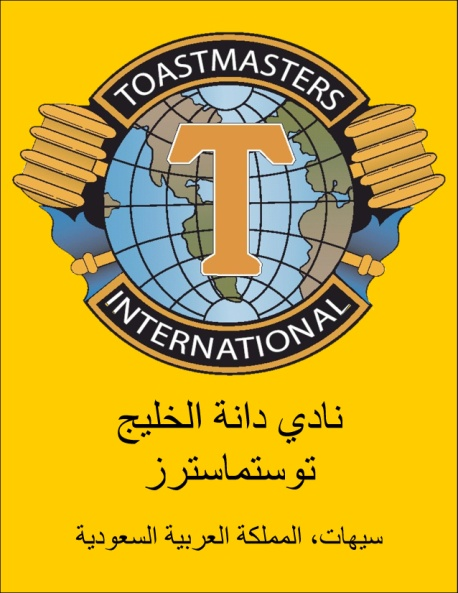 TOASTMASTERS
T
INTERNATIONAL
نادي دانة الخليج
توستماسترز
سيهات، المملكة العربية السعودية